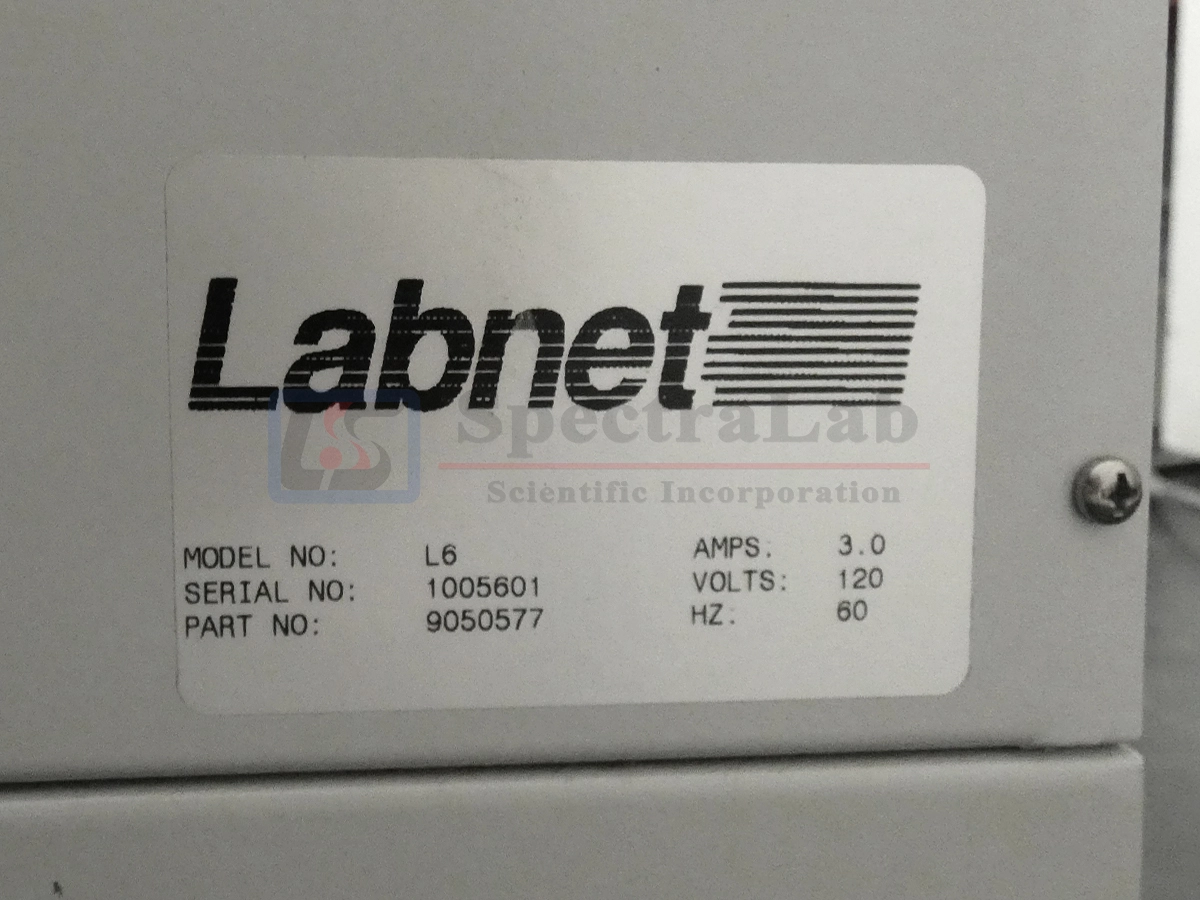 Labnet
SpectraLab
Scientific Incorporation
MODEL NO: L6 AMPS: 3.0
SERIAL NO: 1005601 VOLTS: 120
PART NO: 9050577 HZ: 60